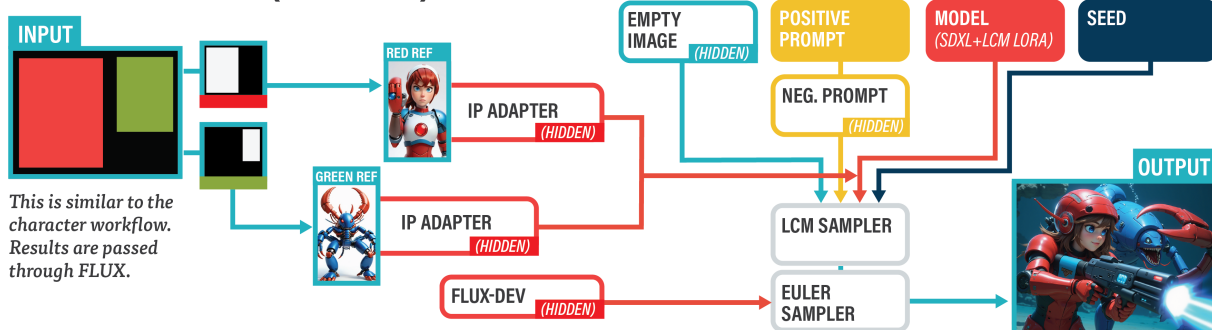 INPUT
This is similar to the
character workflow.
Results are passed
through FLUX.
RED REF
IP ADAPTER
(HIDDEN)
GREEN REF
IP ADAPTER
(HIDDEN)
FLUX-DEV
(HIDDEN)
EMPTY
IMAGE
(HIDDEN)
POSITIVE
PROMPT
NEG. PROMPT
(HIDDEN)
MODEL
(SDXL+LCM LORA)
SEED
LCM SAMPLER
EULER
SAMPLER
OUTPUT